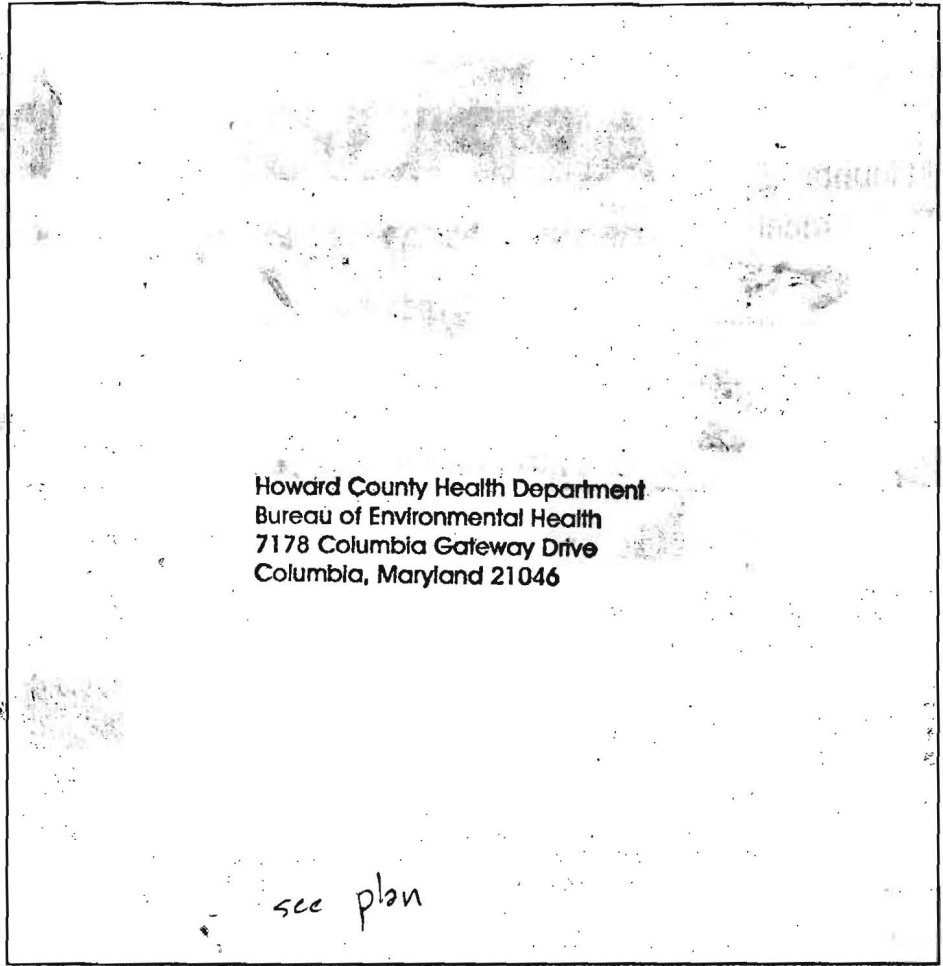 Howard County Health Department
Bureau of Environmental Health
7178 Columbia Gateway Drive
Columbia, Maryland 21046
see plan